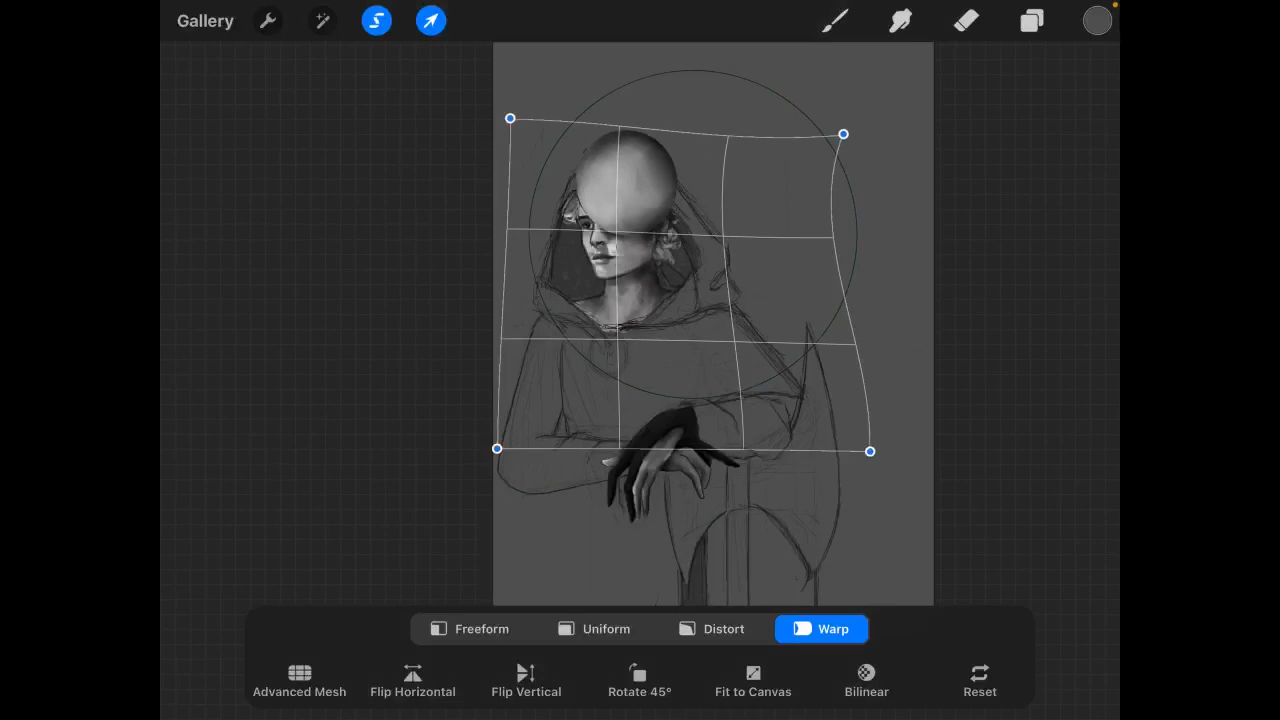 Gallery
Freeform Uniform Distort Warp
Advanced Mesh Flip Horizontal Flip Vertical Rotate 45° Fit to Canvas Bilinear Reset